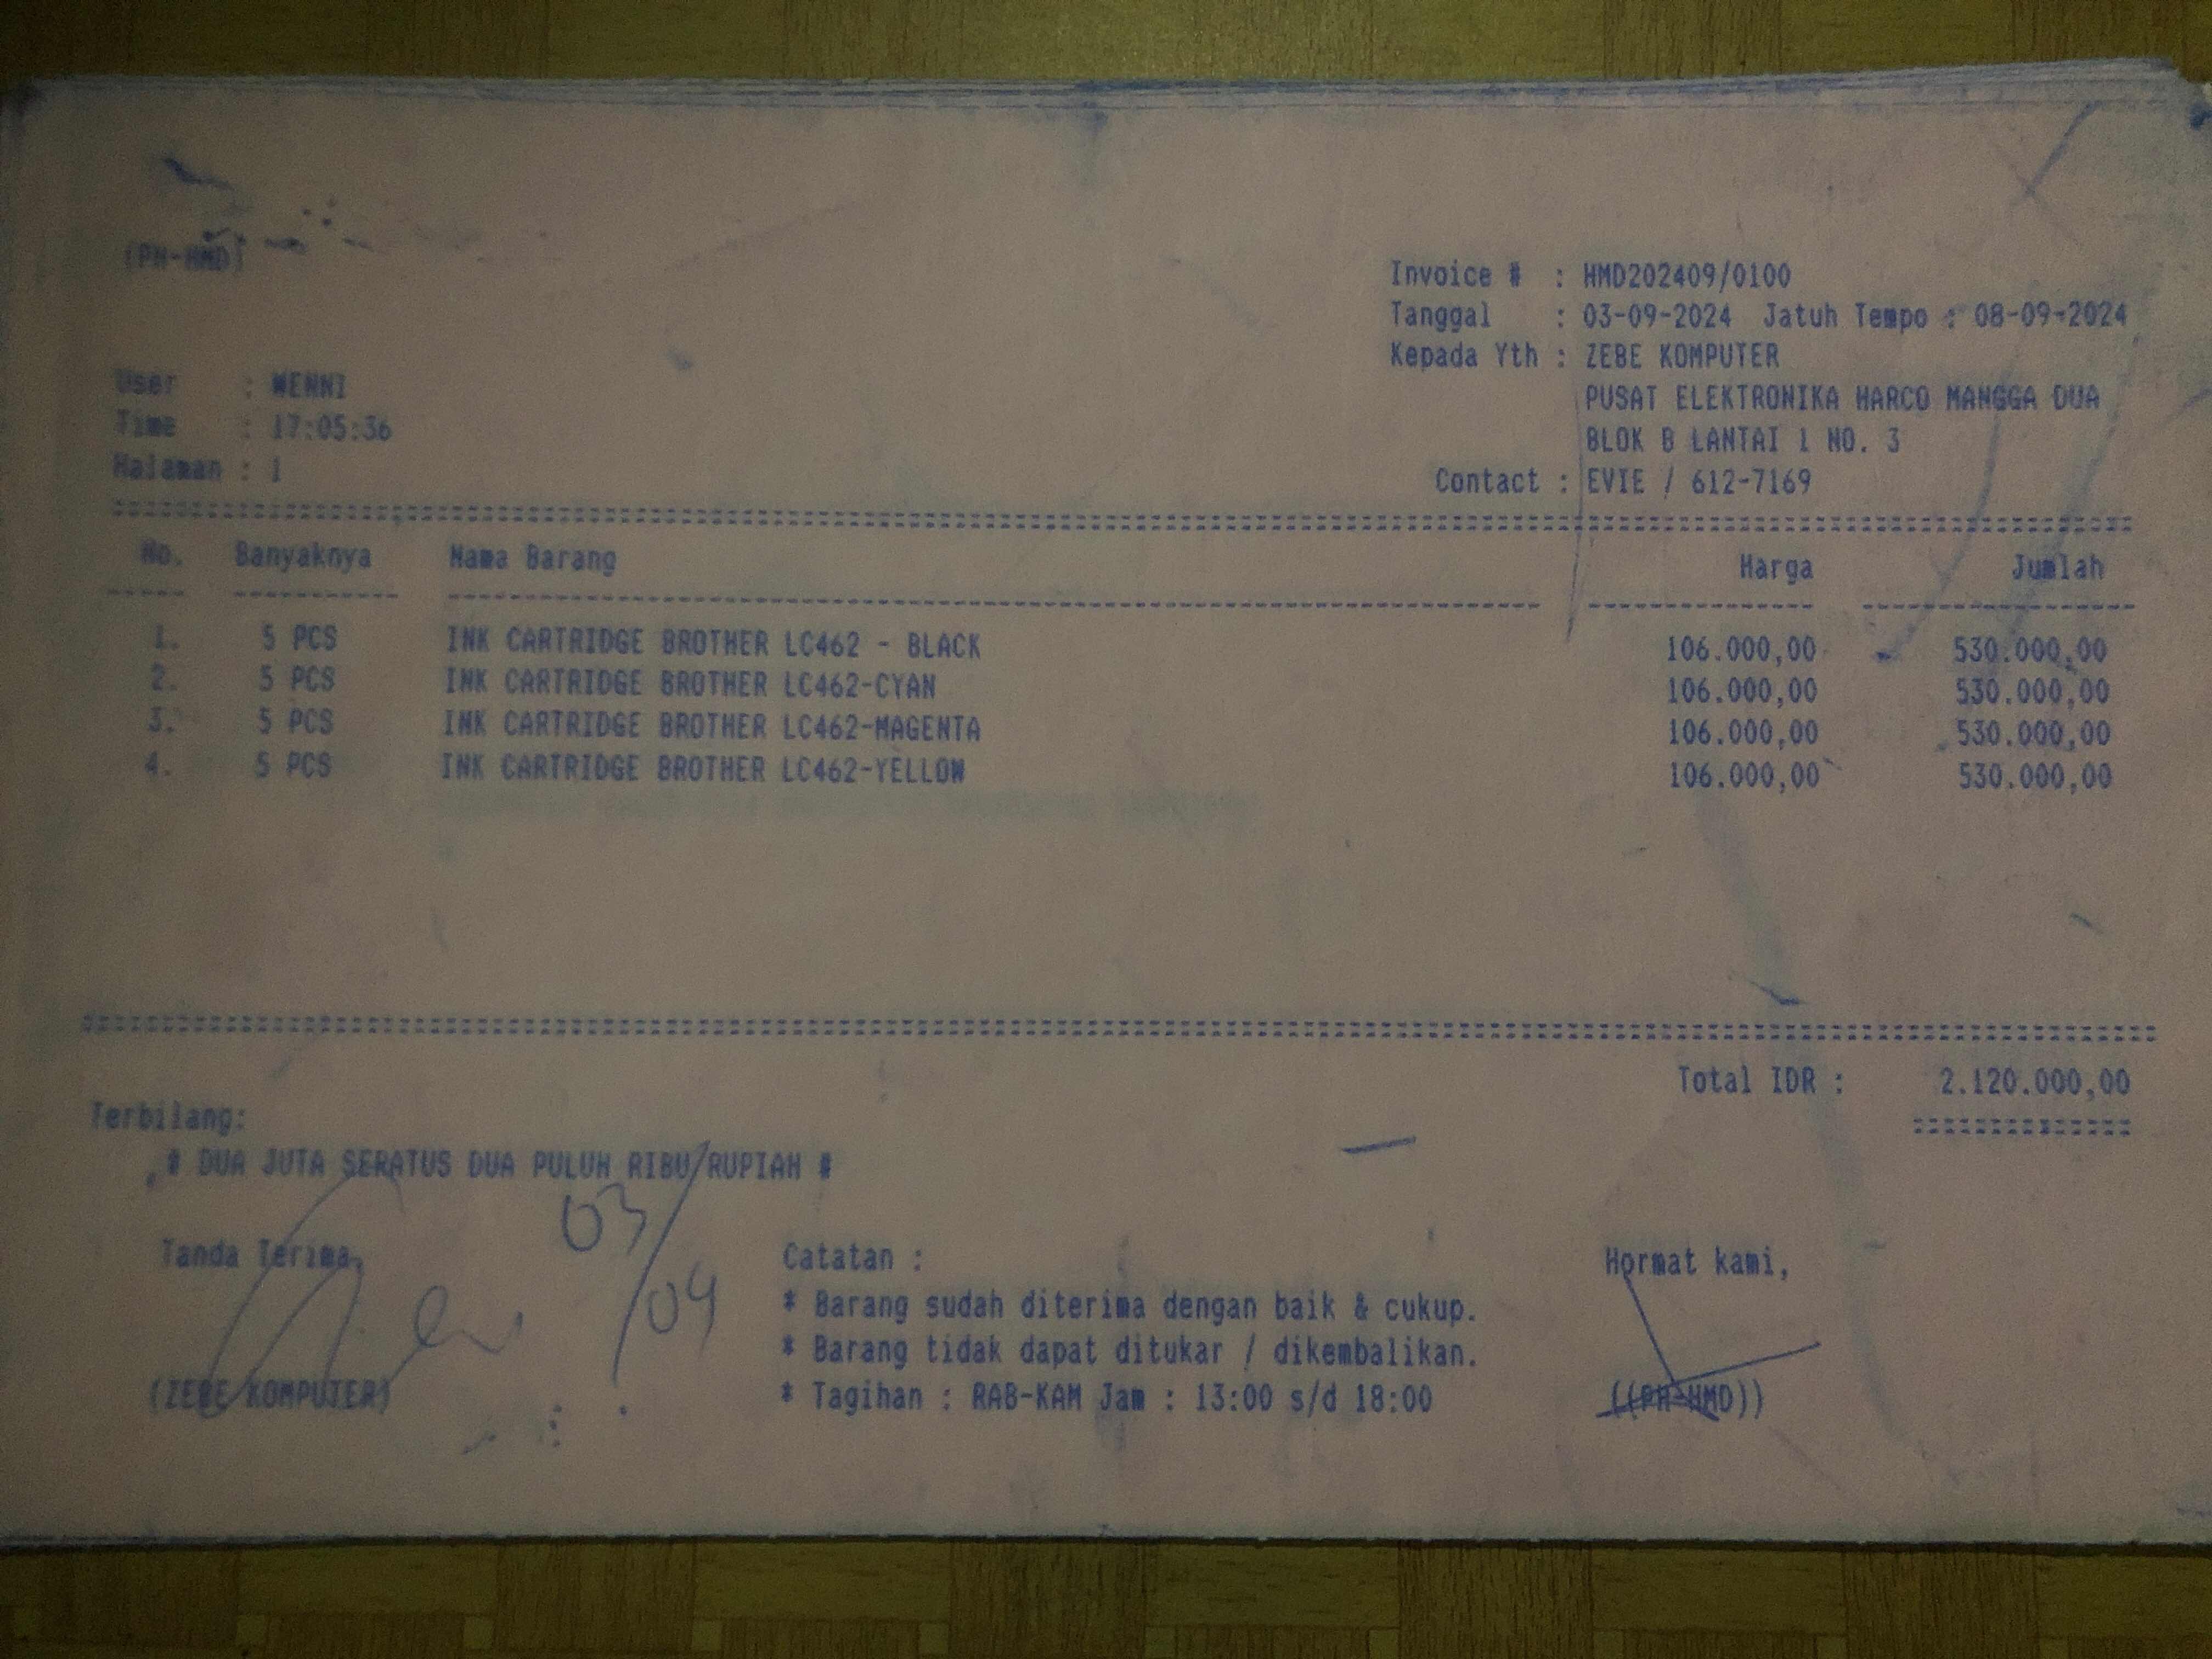 (PH-HMD)
Invoice # : HMD202409/0100
Tanggal : 03-09-2024 Jatuh Tempo : 08-09-2024
Kepada Yth : ZEBE KOMPUTER
PUSAT ELEKTRONIKA HARCO MANGGA DUA
BLOK B LANTAI 1 NO. 3
Contact : EVIE / 612-7169
User : WENNI
Time : 17:05:36
Halaman : 1
No. Banyaknya Nama Barang Harga Jumlah
1. 5 PCS INK CARTRIDGE BROTHER LC462 - BLACK 106.000,00 530.000,00
2. 5 PCS INK CARTRIDGE BROTHER LC462-CYAN 106.000,00 530.000,00
3. 5 PCS INK CARTRIDGE BROTHER LC462-MAGENTA 106.000,00 530.000,00
4. 5 PCS INK CARTRIDGE BROTHER LC462-YELLOW 106.000,00 530.000,00
Total IDR : 2.120.000,00
Terbilang:
# DUA JUTA SERATUS DUA PULUH RIBU RUPIAH #
03/09
Tanda Terima,
(ZEBE KOMPUTER)
Catatan :
* Barang sudah diterima dengan baik & cukup.
* Barang tidak dapat ditukar / dikembalikan.
* Tagihan : RAB-KAM Jam : 13:00 s/d 18:00
Hormat kami,
((PH-HMD))